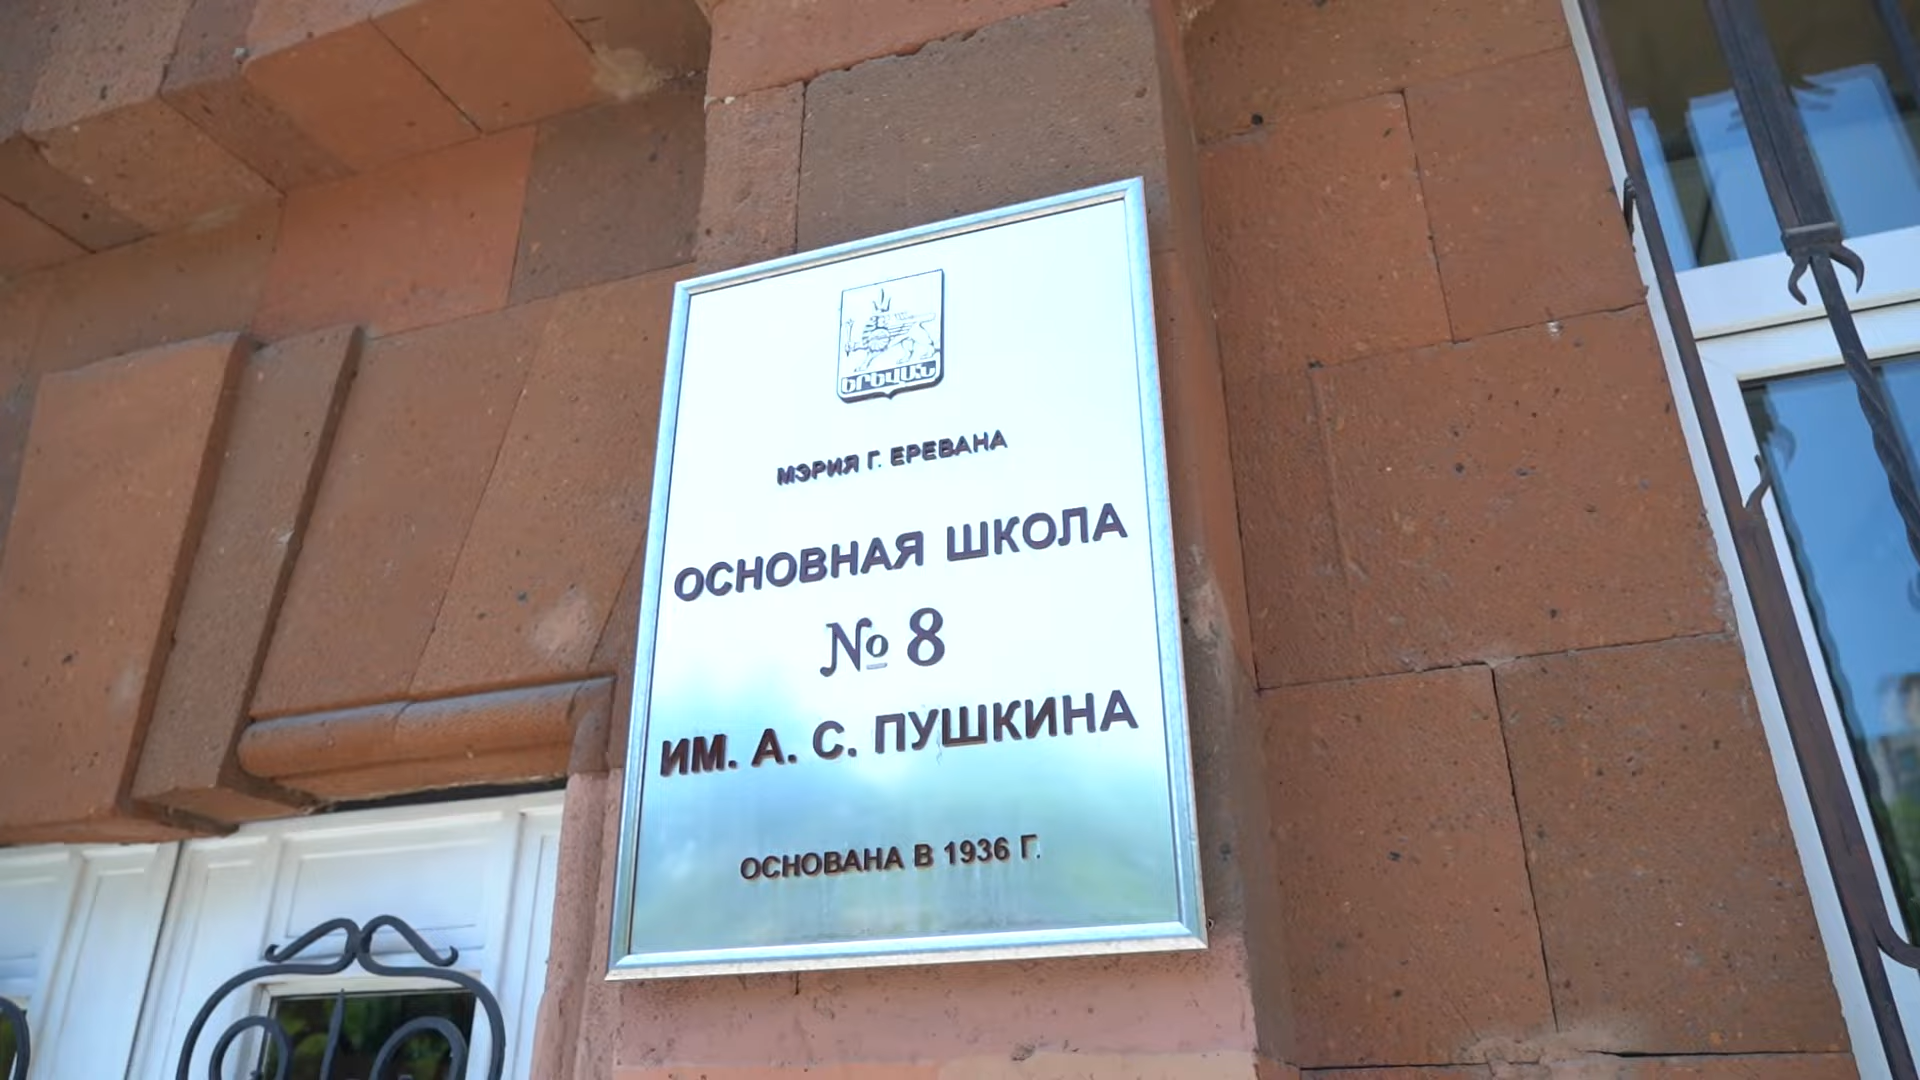 ԵՐԵՎԱՆ
МЭРИЯ Г. ЕРЕВАНА
ОСНОВНАЯ ШКОЛА
№ 8
ИМ. А. С. ПУШКИНА
ОСНОВАНА В 1936 Г.